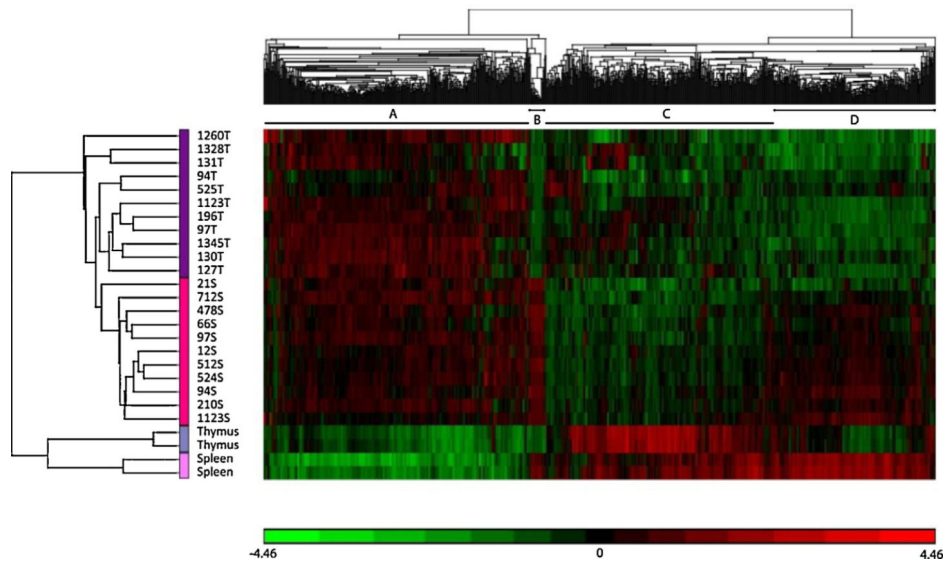 A B C D
1260T
1328T
131T
94T
525T
1123T
196T
97T
1345T
130T
127T
21S
712S
478S
66S
97S
12S
512S
524S
94S
210S
1123S
Thymus
Thymus
Spleen
Spleen
-4.46 0 4.46